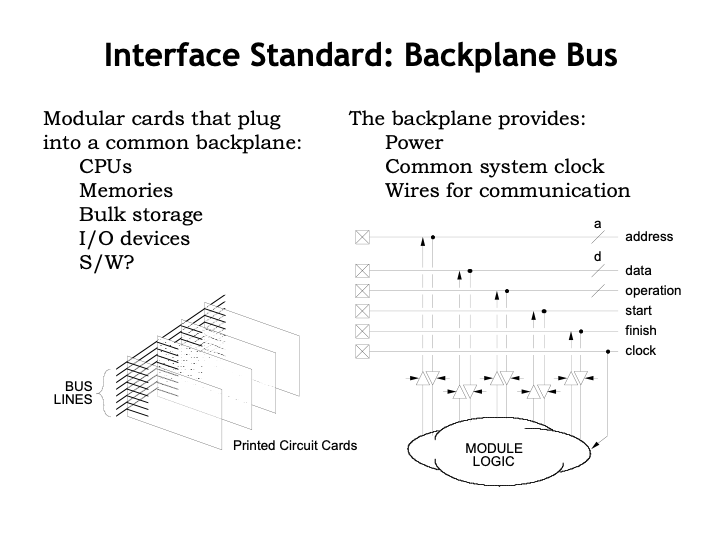 Interface Standard: Backplane Bus
Modular cards that plug
into a common backplane:
CPUs
Memories
Bulk storage
I/O devices
S/W?
The backplane provides:
Power
Common system clock
Wires for communication
a
address
d
data
operation
start
finish
clock
BUS
LINES
Printed Circuit Cards
MODULE
LOGIC